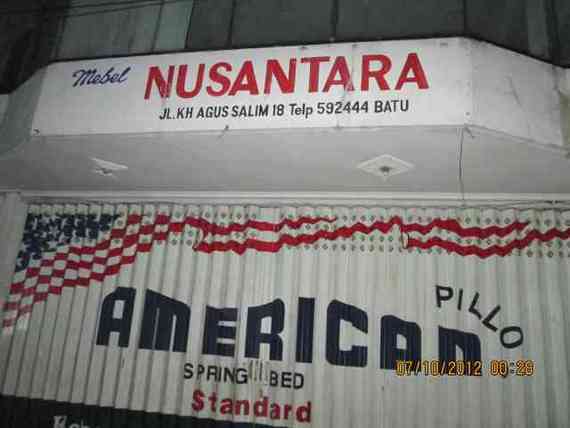 Mebel NUSANTARA
JL.KH AGUS SALIM 18 Telp 592444 BATU
AMERICAN PILLO
SPRING BED
Standard
07/10/2012 00:29